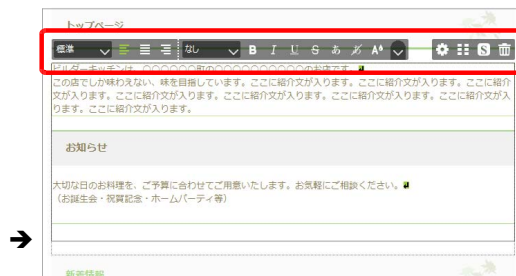 トップページ
標準 なし B I U S あ A
ビルダーキッチンは、〇〇〇〇〇〇町の〇〇〇〇〇〇〇〇〇〇のお店です。
この店でしか味わえない、味を目指しています。ここに紹介文が入ります。ここに紹介文が入ります。ここに紹介
文が入ります。ここに紹介文が入ります。ここに紹介文が入ります。ここに紹介文が入ります。ここに紹介文が入
ります。ここに紹介文が入ります。
お知らせ
大切な日のお料理を、ご予算に合わせてご用意いたします。お気軽にご相談ください。
（お誕生会・祝賀記念・ホームパーティ等）
新着情報